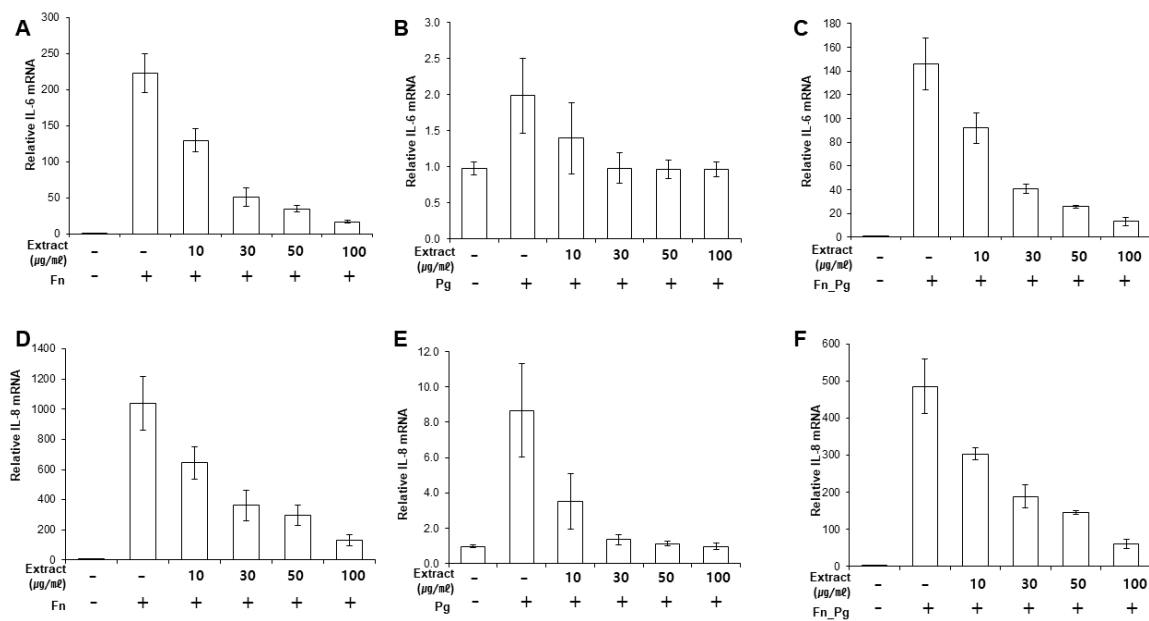 A
Relative IL-6 mRNA
300
250
200
150
100
50
0
Extract - - 10 30 50 100
(μg/㎖)
Fn - + + + + +
B
Relative IL-6 mRNA
3.0
2.5
2.0
1.5
1.0
0.5
0.0
Extract - - 10 30 50 100
(μg/㎖)
Pg - + + + + +
C
Relative IL-6 mRNA
180
160
140
120
100
80
60
40
20
0
Extract - - 10 30 50 100
(μg/㎖)
Fn_Pg - + + + + +
D
Relative IL-8 mRNA
1400
1200
1000
800
600
400
200
0
Extract - - 10 30 50 100
(μg/㎖)
Fn - + + + + +
E
Relative IL-8 mRNA
12.0
10.0
8.0
6.0
4.0
2.0
0.0
Extract - - 10 30 50 100
(μg/㎖)
Pg - + + + + +
F
Relative IL-8 mRNA
600
500
400
300
200
100
0
Extract - - 10 30 50 100
(μg/㎖)
Fn_Pg - + + + + +